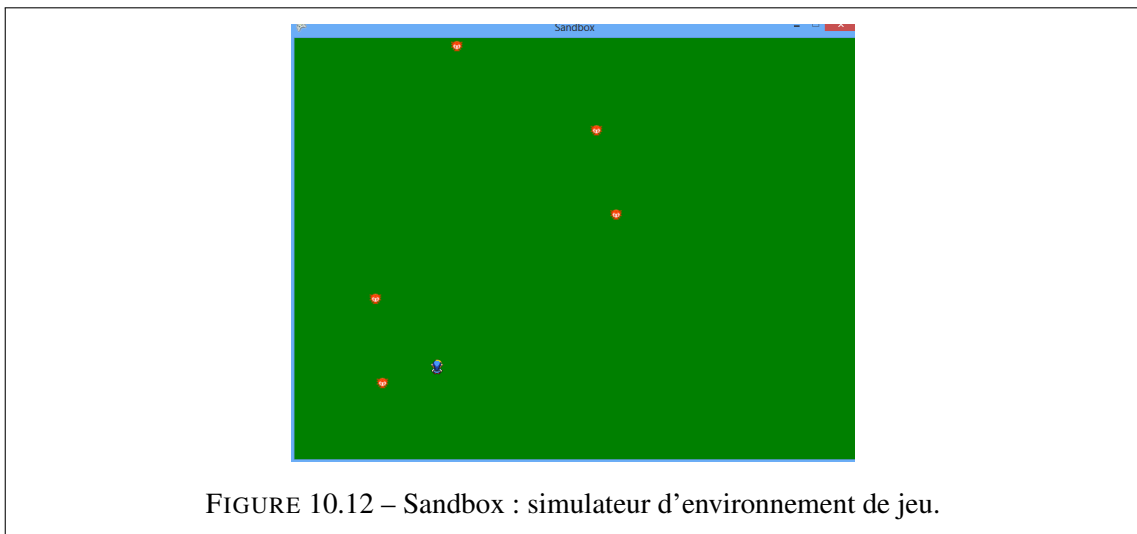 Sandbox
FIGURE 10.12 – Sandbox : simulateur d'environnement de jeu.